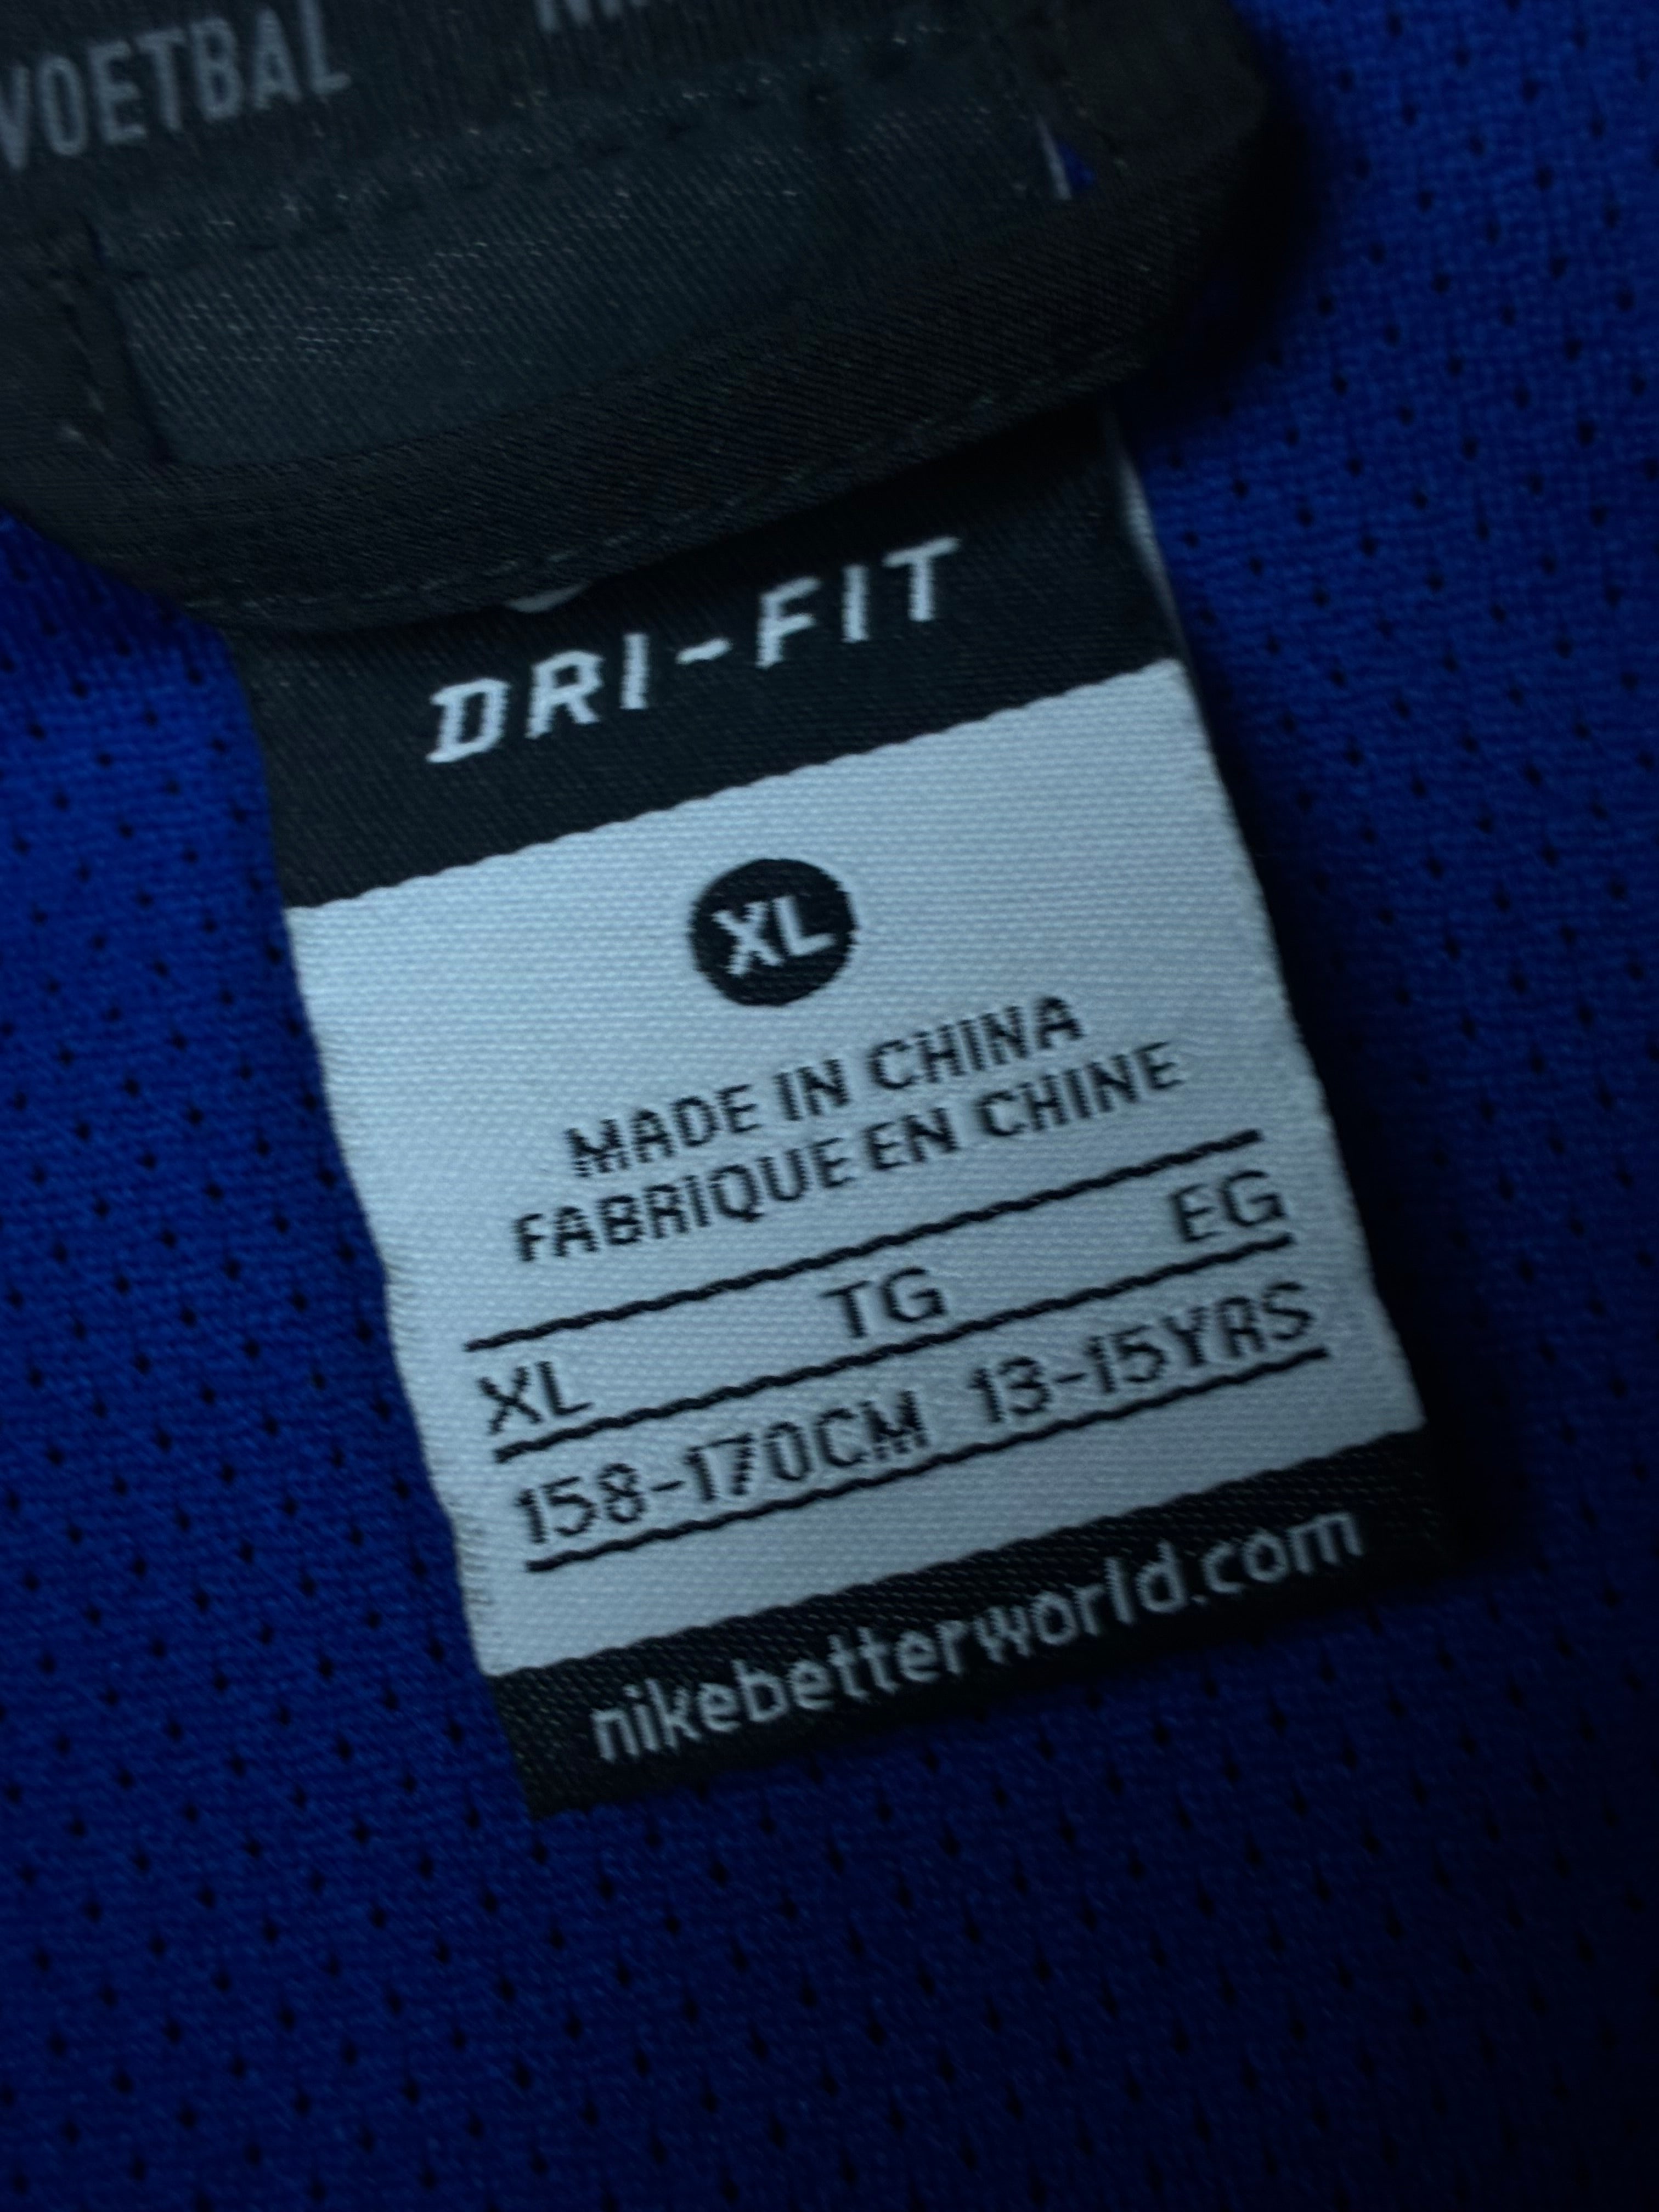 VOETBAL
DRI-FIT
XL
MADE IN CHINA
FABRIQUE EN CHINE
XL TG EG
158-170CM 13-15YRS
nikebetterworld.com